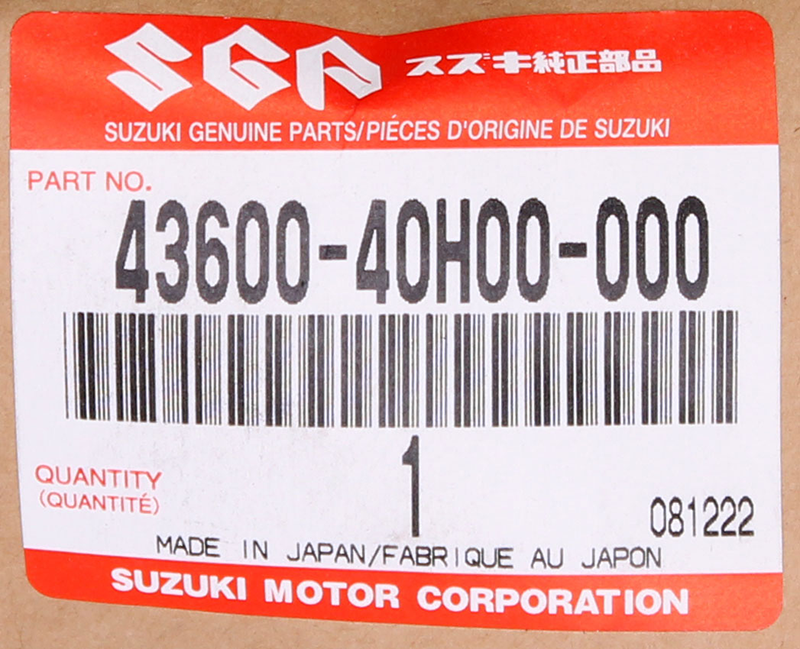 SGP スズキ純正部品
SUZUKI GENUINE PARTS/PIÉCES D'ORIGINE DE SUZUKI
PART NO.
43600-40H00-000
1
QUANTITY
(QUANTITÉ)
081222
MADE IN JAPAN/FABRIQUE AU JAPON
SUZUKI MOTOR CORPORATION